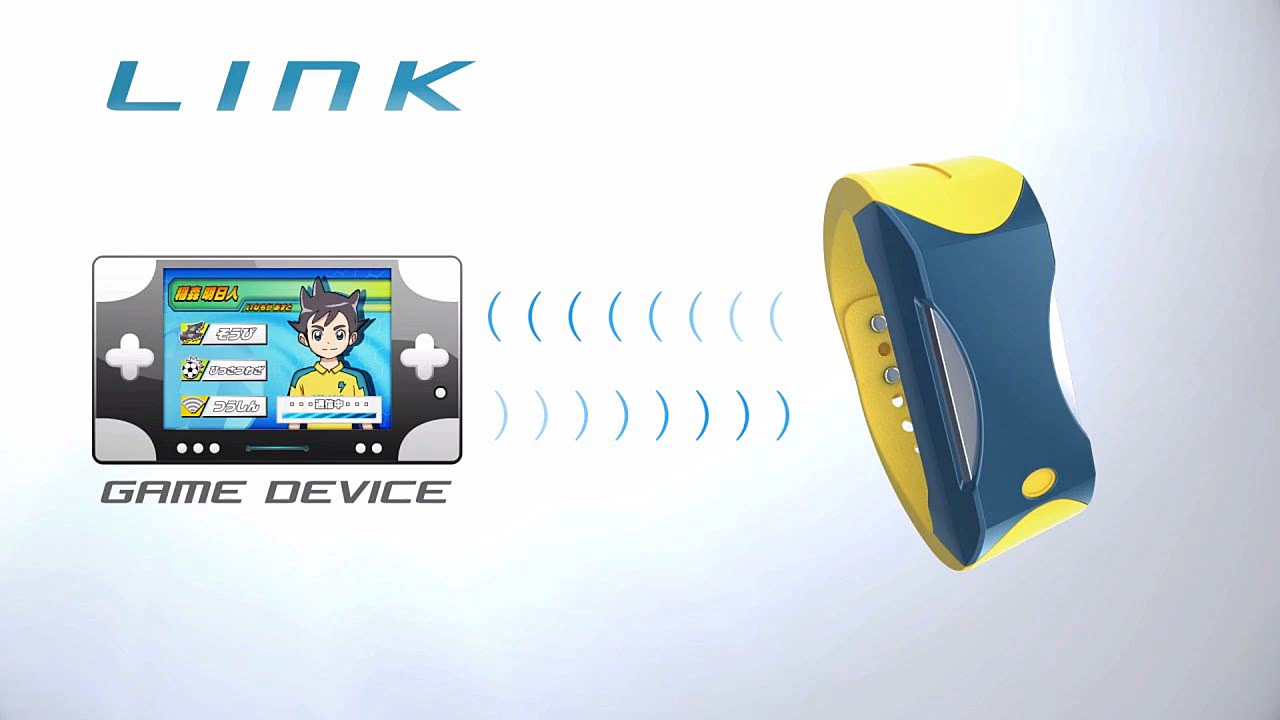 LINK
稲森 明日人
いなもり あすと
そうび
ひっさつわざ
つうしん
・・・通信中・・・
GAME DEVICE